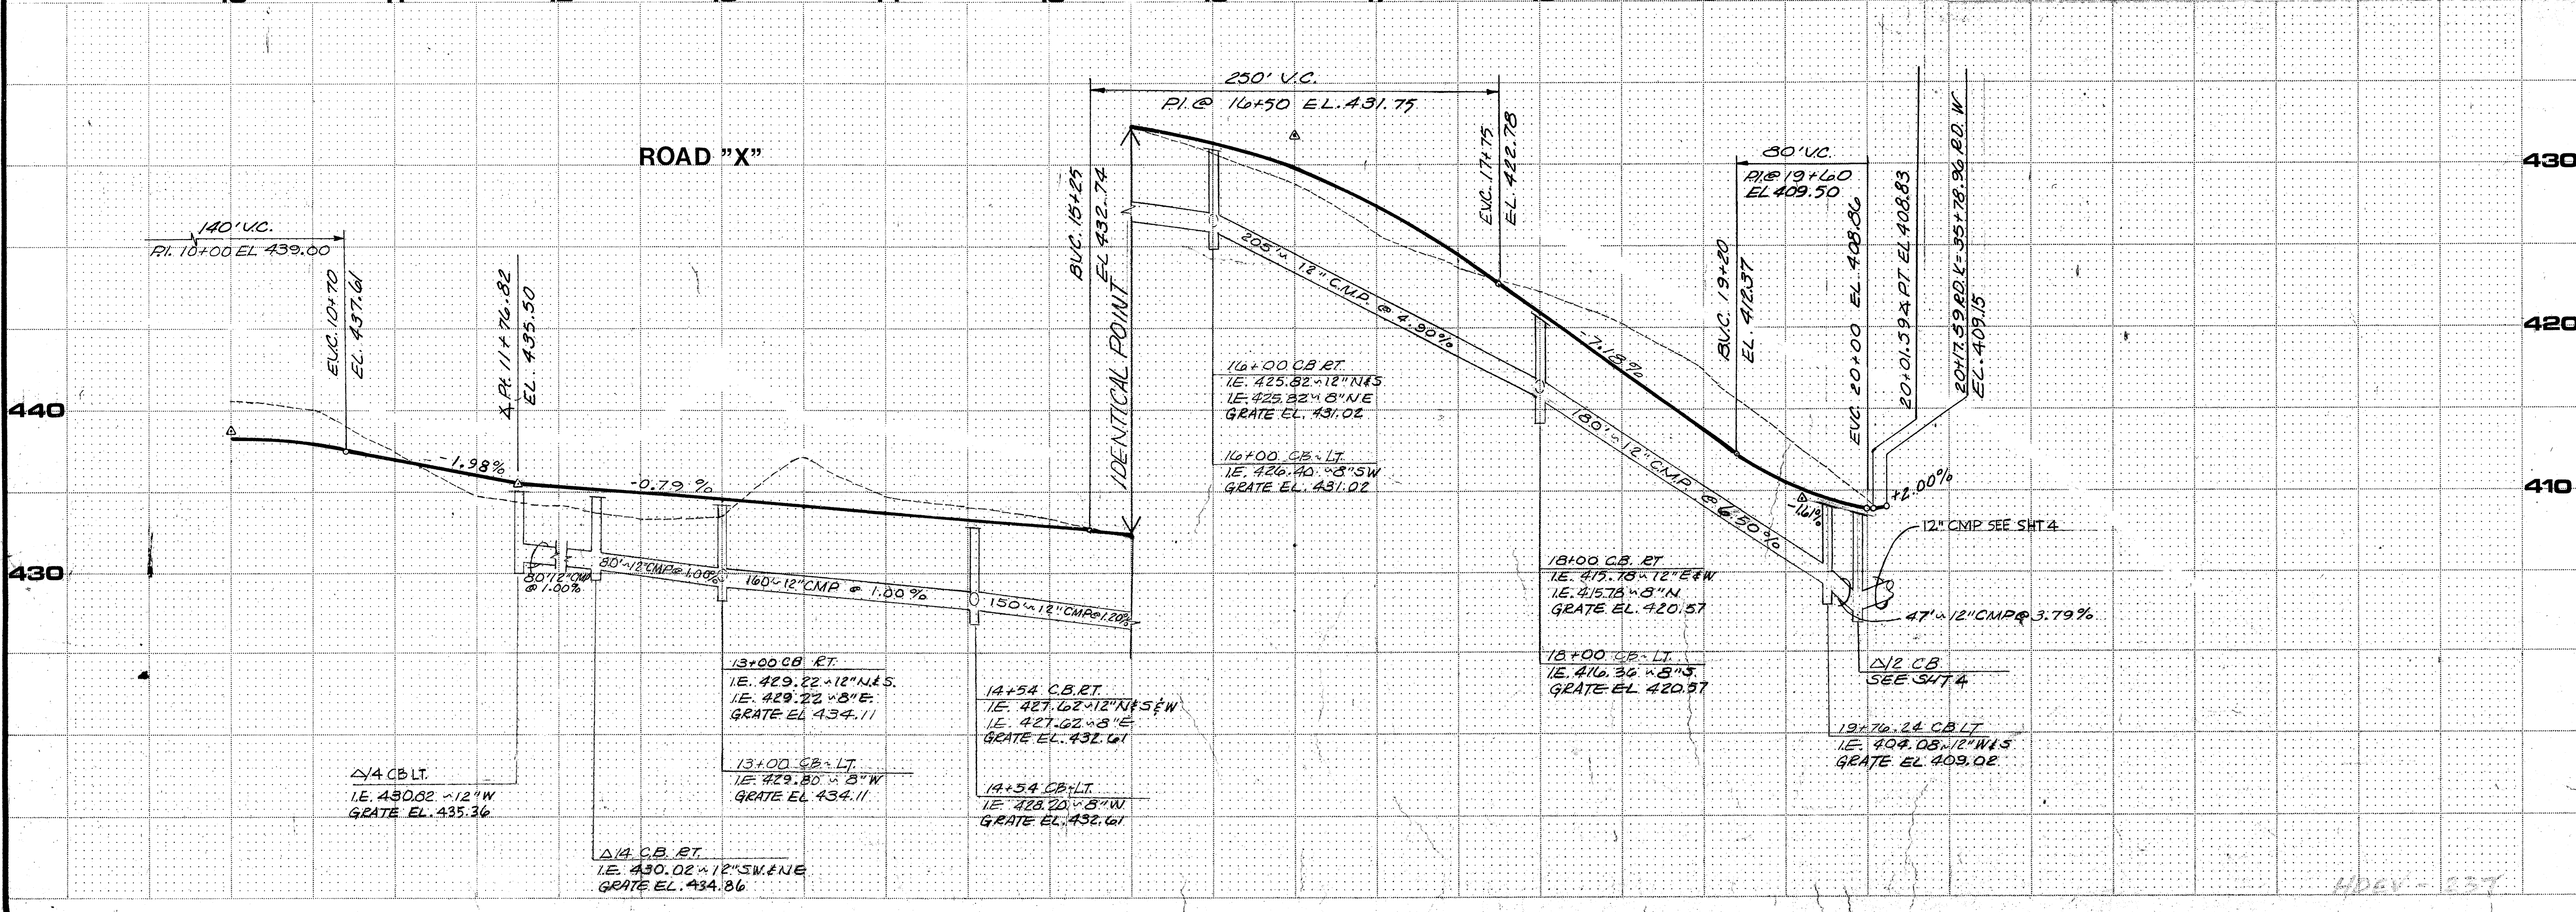 ROAD "X"
140' V.C.
P.I. 10+00 EL 439.00
E.V.C. 10+70
EL. 437.61
∡ Pt. 11+76.82
EL. 435.50
-1.98%
-0.79 %
250' V.C.
P.I. @ 16+50 EL. 431.75
B.V.C. 15+25
EL 432.74
IDENTICAL POINT
E.V.C. 17+75
EL. 422.78
80' V.C.
P.I. @ 19+60
EL 409.50
B.V.C. 19+20
EL. 412.37
E.V.C. 20+00 EL. 408.86
20+01.59 ∡ PT EL 408.83
20+17.59 RD. X = 35+78.96 RD. W
EL. 409.15
-7.18%
-1.61%
+2.00%
430
420
410
440
430
205' ~ 12" C.M.P. @ 4.90%
180' ~ 12" C.M.P. @ 6.50%
12" CMP SEE SHT 4
47' ~ 12" CMP @ 3.79%
80' 12" CMP
@ 1.00%
80' ~ 12" CMP @ 1.00%
160' ~ 12" CMP @ 1.00%
150' ~ 12" CMP @ 1.20%
16+00 CB RT.
I.E. 425.82 ~ 12" N&S
I.E. 425.82 ~ 8" NE
GRATE EL. 431.02
16+00 CB ~ LT.
I.E. 426.40 ~ 8" SW
GRATE EL. 431.02
18+00 C.B. RT
I.E. 415.78 ~ 12" E&W
I.E. 415.78 ~ 8" N
GRATE EL. 420.57
18+00 CB ~ LT.
I.E. 416.36 ~ 8" S.
GRATE EL 420.57
△/2 CB
SEE SHT 4
19+76.24 CB LT
I.E. 404.08 ~ 12" W&S
GRATE EL 409.02
13+00 CB RT.
I.E. 429.22 ~ 12" N.&S.
I.E. 429.22 ~ 8" E.
GRATE EL 434.11
13+00 CB ~ LT.
I.E. 429.80 ~ 8" W
GRATE EL 434.11
14+54 C.B. RT.
I.E. 427.62 ~ 12" N&S&W
I.E. 427.62 ~ 8" E
GRATE EL. 432.61
14+54 CB ~ LT.
I.E. 428.20 ~ 8" W
GRATE EL. 432.61
△/4 CB LT.
I.E. 430.82 ~ 12" W
GRATE EL. 435.36
△/4 C.B. RT.
I.E. 430.02 ~ 12" SW.&NE
GRATE EL. 434.86